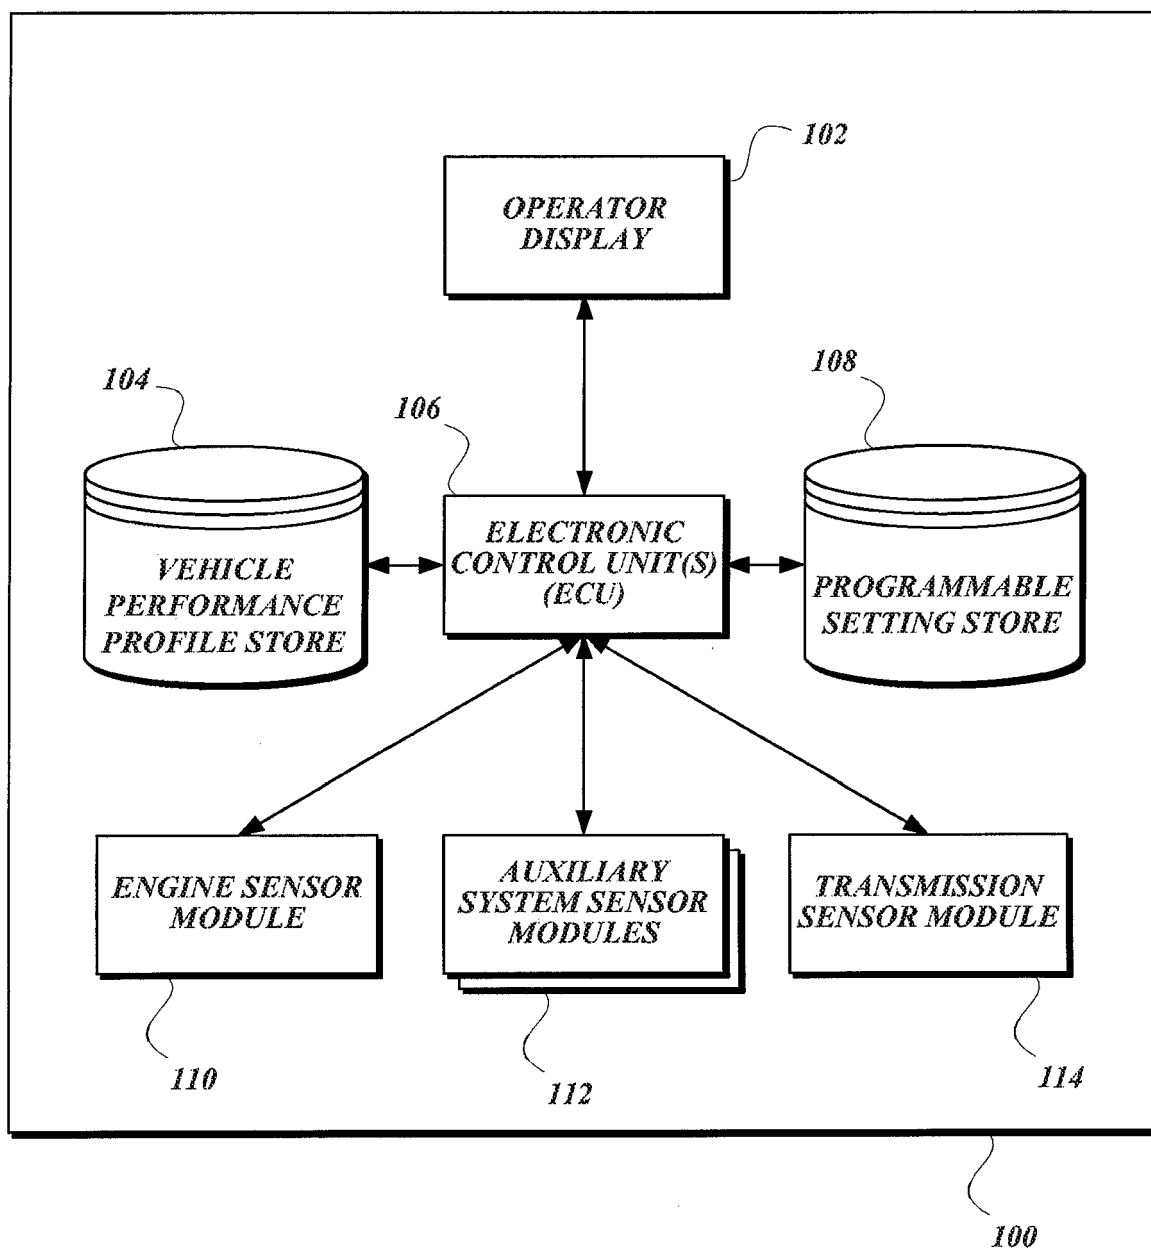 102
OPERATOR
DISPLAY
104
108
106
VEHICLE
PERFORMANCE
PROFILE STORE
ELECTRONIC
CONTROL UNIT(S)
(ECU)
PROGRAMMABLE
SETTING STORE
ENGINE SENSOR
MODULE
AUXILIARY
SYSTEM SENSOR
MODULES
TRANSMISSION
SENSOR MODULE
110
112
114
100